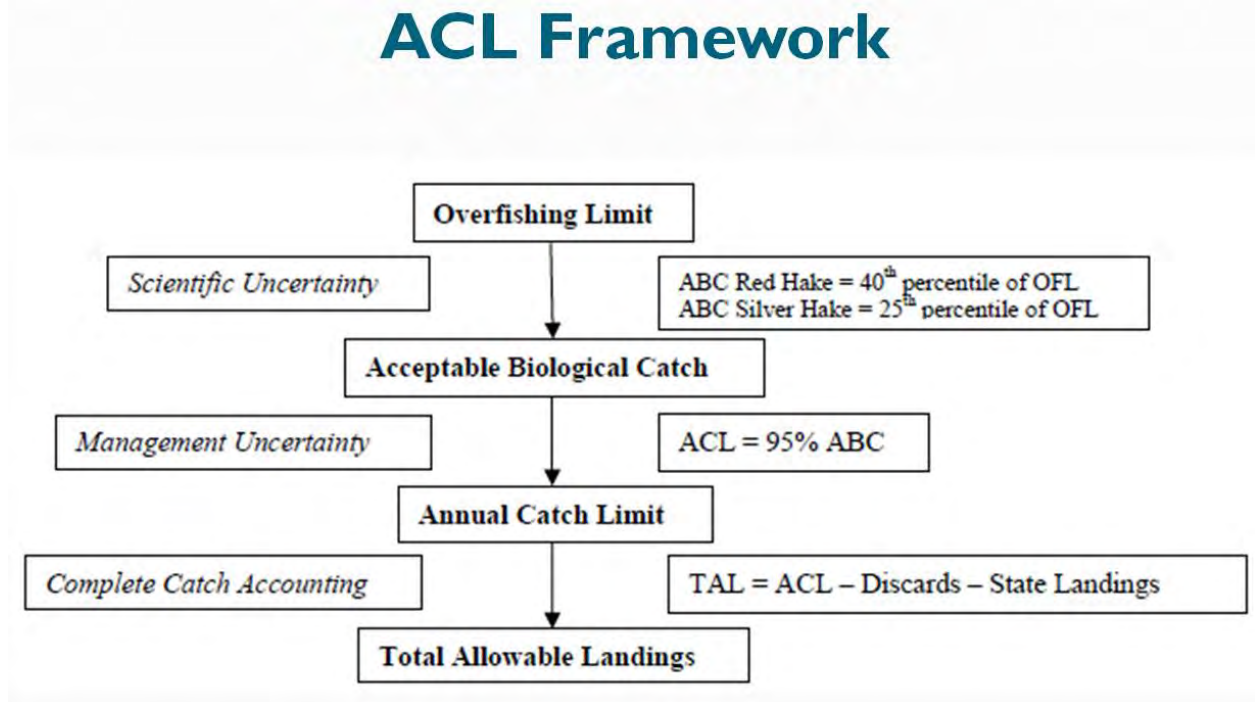 ACL Framework
Overfishing Limit
Scientific Uncertainty
ABC Red Hake = 40th percentile of OFL
ABC Silver Hake = 25th percentile of OFL
Acceptable Biological Catch
Management Uncertainty
ACL = 95% ABC
Annual Catch Limit
Complete Catch Accounting
TAL = ACL – Discards – State Landings
Total Allowable Landings